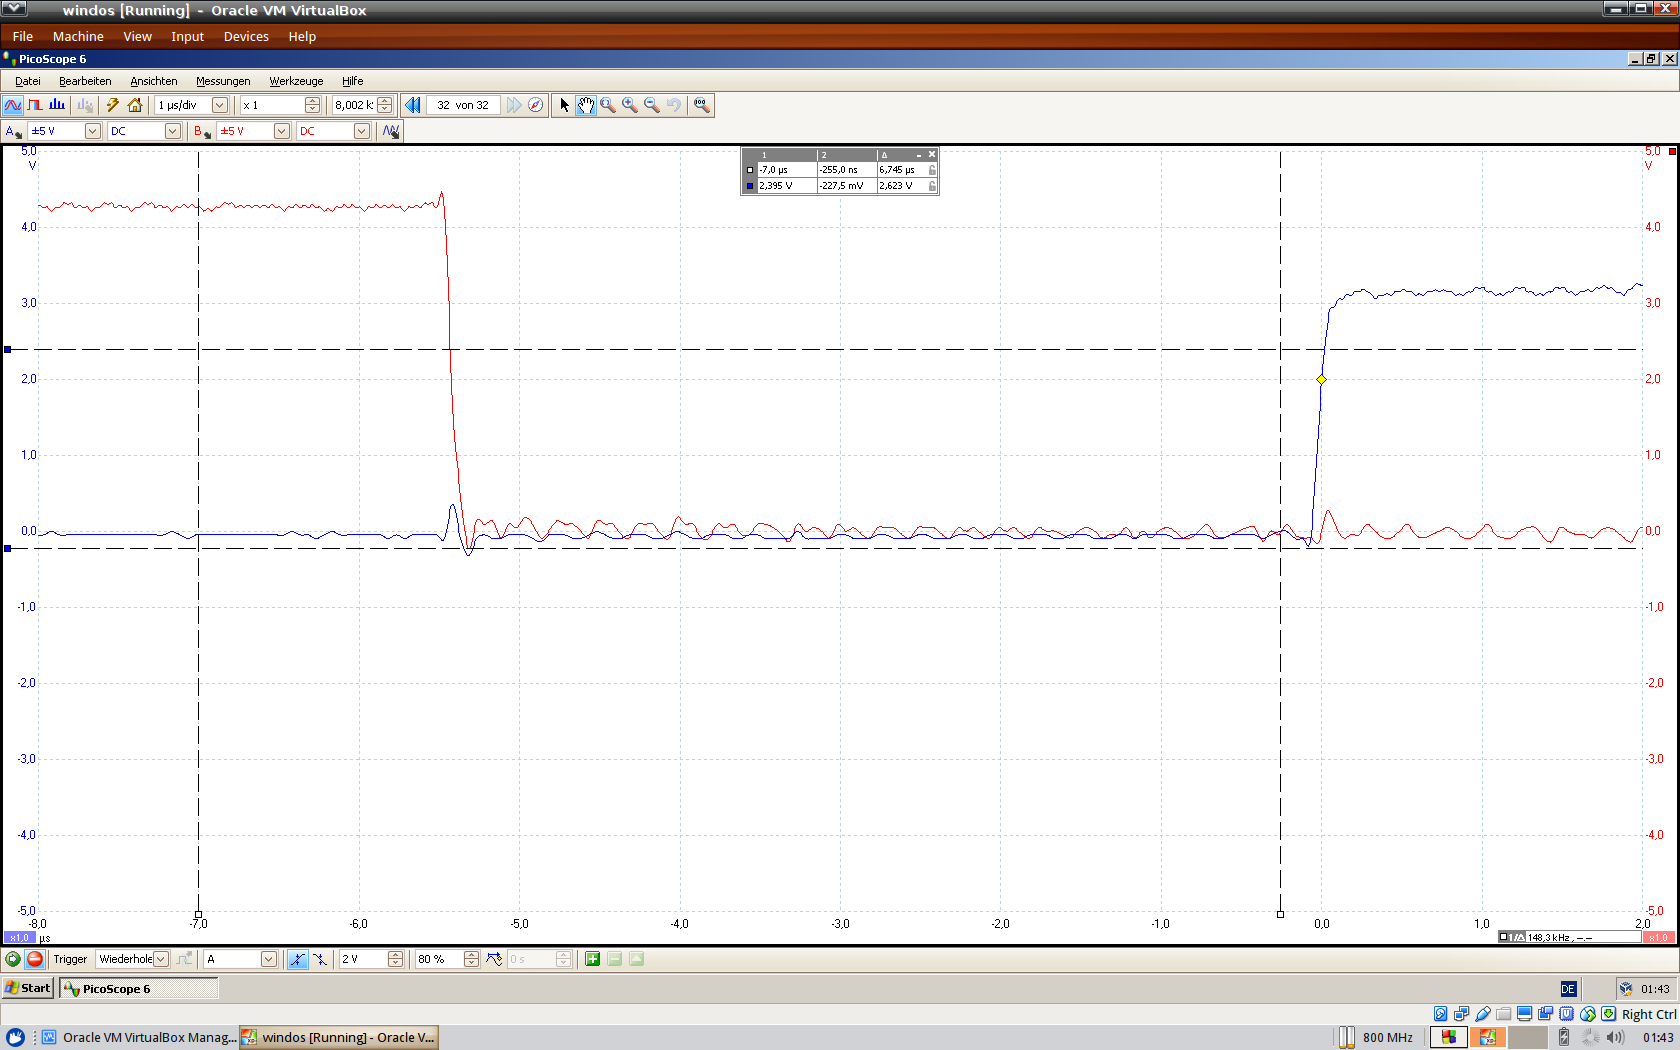 windos [Running] - Oracle VM VirtualBox
File Machine View Input Devices Help
PicoScope 6
Datei Bearbeiten Ansichten Messungen Werkzeuge Hilfe
1 µs/div x 1 8,002 k: 32 von 32
A ±5 V DC B ±5 V DC
1 2 Δ
-7,0 µs -255,0 ns 6,745 µs
2,395 V -227,5 mV 2,623 V
5,0 5,0
V V
4,0 4,0
3,0 3,0
2,0 2,0
1,0 1,0
0,0 0,0
-1,0 -1,0
-2,0 -2,0
-3,0 -3,0
-4,0 -4,0
-5,0 -5,0
-8,0 -7,0 -6,0 -5,0 -4,0 -3,0 -2,0 -1,0 0,0 1,0 2,0
x1,0 µs 1/Δ 148,3 kHz , --,-- x1,0
Trigger Wiederhole A 2 V 80 % 0 s
Start PicoScope 6 DE 01:43
Right Ctrl
Oracle VM VirtualBox Manag... windos [Running] - Oracle V... 800 MHz 01:43